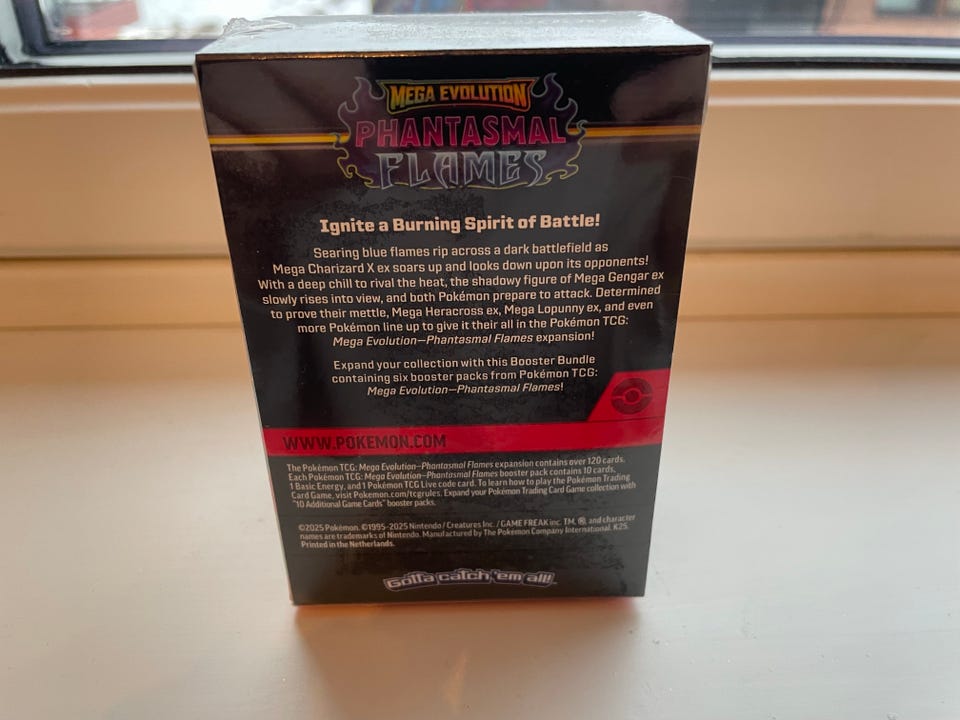 MEGA EVOLUTION
PHANTASMAL
FLAMES
Ignite a Burning Spirit of Battle!
Searing blue flames rip across a dark battlefield as
Mega Charizard X ex soars up and looks down upon its opponents!
With a deep chill to rival the heat, the shadowy figure of Mega Gengar ex
slowly rises into view, and both Pokémon prepare to attack. Determined
to prove their mettle, Mega Heracross ex, Mega Lopunny ex, and even
more Pokémon line up to give it their all in the Pokémon TCG:
Mega Evolution—Phantasmal Flames expansion!
Expand your collection with this Booster Bundle
containing six booster packs from Pokémon TCG:
Mega Evolution—Phantasmal Flames!
WWW.POKEMON.COM
The Pokémon TCG: Mega Evolution—Phantasmal Flames expansion contains over 120 cards.
Each Pokémon TCG: Mega Evolution—Phantasmal Flames booster pack contains 10 cards,
1 Basic Energy, and 1 Pokémon TCG Live code card. To learn how to play the Pokémon Trading
Card Game, visit Pokemon.com/tcgrules. Expand your Pokémon Trading Card Game collection with
"10 Additional Game Cards" booster packs.
©2025 Pokémon. ©1995-2025 Nintendo / Creatures Inc. / GAME FREAK inc. TM, ®, and character
names are trademarks of Nintendo. Manufactured by The Pokémon Company International. K25.
Printed in the Netherlands.
Gotta catch 'em all!